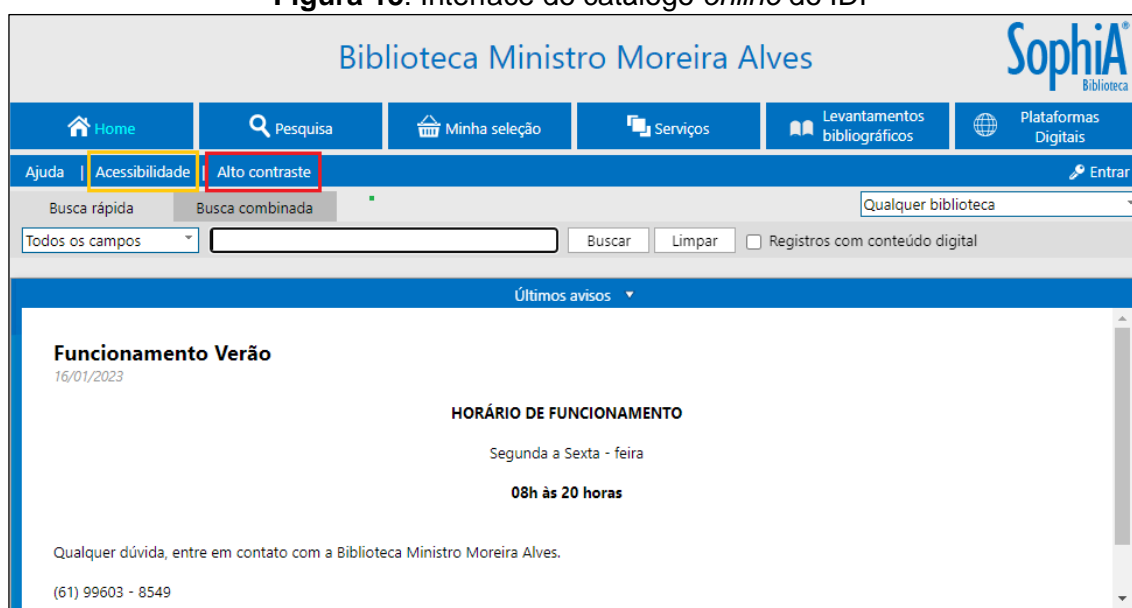 Biblioteca Ministro Moreira Alves
SophiA
Biblioteca
Home
Pesquisa
Minha seleção
Serviços
Levantamentos
bibliográficos
Plataformas
Digitais
Ajuda | Acessibilidade | Alto contraste
Entrar
Busca rápida
Busca combinada
Qualquer biblioteca
Todos os campos
Buscar
Limpar
Registros com conteúdo digital
Últimos avisos
Funcionamento Verão
16/01/2023
HORÁRIO DE FUNCIONAMENTO
Segunda a Sexta - feira
08h às 20 horas
Qualquer dúvida, entre em contato com a Biblioteca Ministro Moreira Alves.
(61) 99603 - 8549